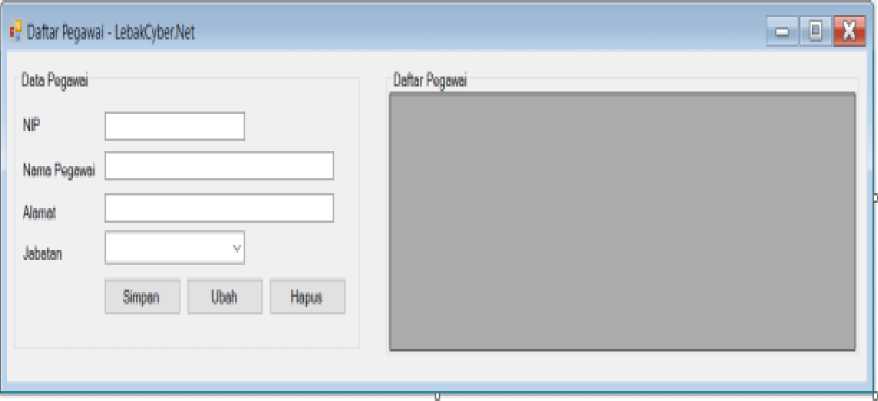 Daftar Pegawai - LebakCyber.Net
Data Pegawai
NIP
Nama Pegawai
Alamat
Jabatan
Simpan
Ubah
Hapus
Daftar Pegawai